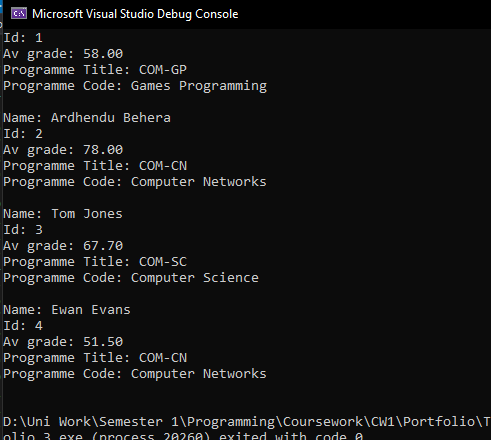 Microsoft Visual Studio Debug Console
Id: 1
Av grade: 58.00
Programme Title: COM-GP
Programme Code: Games Programming
Name: Ardhendu Behera
Id: 2
Av grade: 78.00
Programme Title: COM-CN
Programme Code: Computer Networks
Name: Tom Jones
Id: 3
Av grade: 67.70
Programme Title: COM-SC
Programme Code: Computer Science
Name: Ewan Evans
Id: 4
Av grade: 51.50
Programme Title: COM-CN
Programme Code: Computer Networks
D:\Uni Work\Semester 1\Programming\Coursework\CW1\Portfolio\T
olio 3.exe (process 20260) exited with code 0